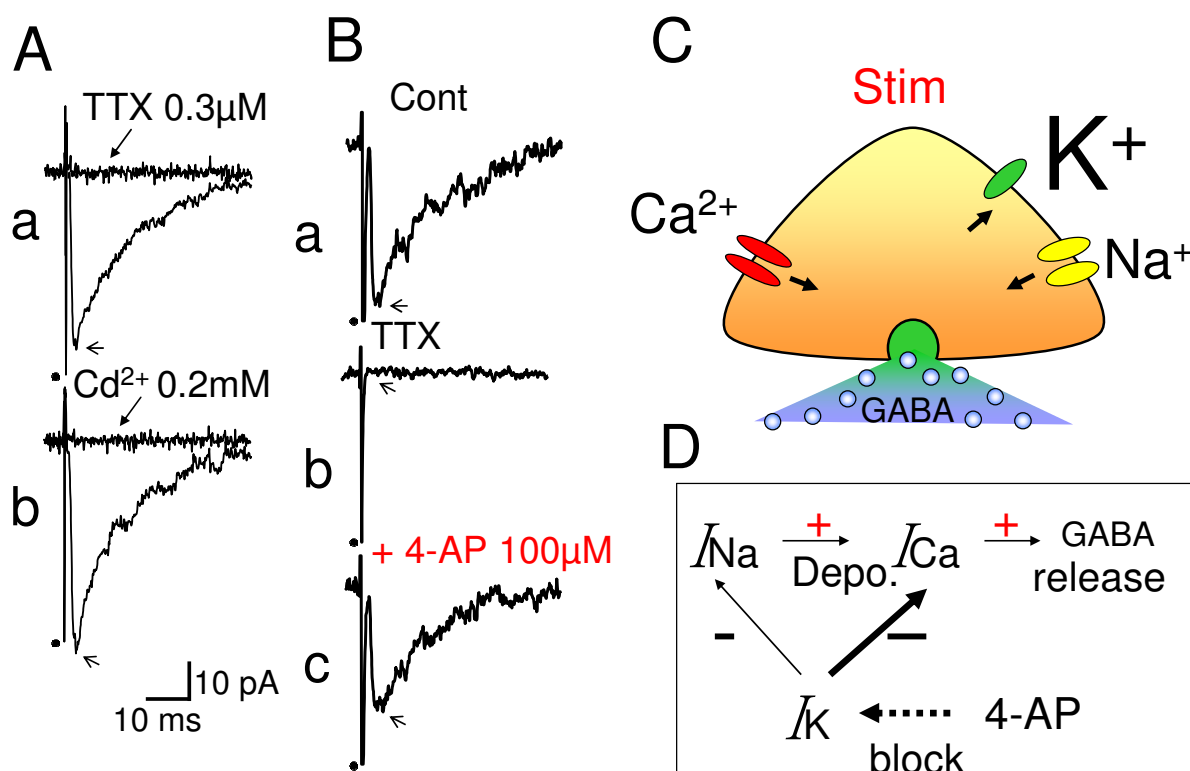 A
TTX 0.3µM
a
Cd²⁺ 0.2mM
b
10 pA
10 ms
B
Cont
a
TTX
b
+ 4-AP 100µM
c
C
Stim
K⁺
Ca²⁺
Na⁺
GABA
D
INa + ICa + GABA
Depo. release
- −
IK 4-AP
block